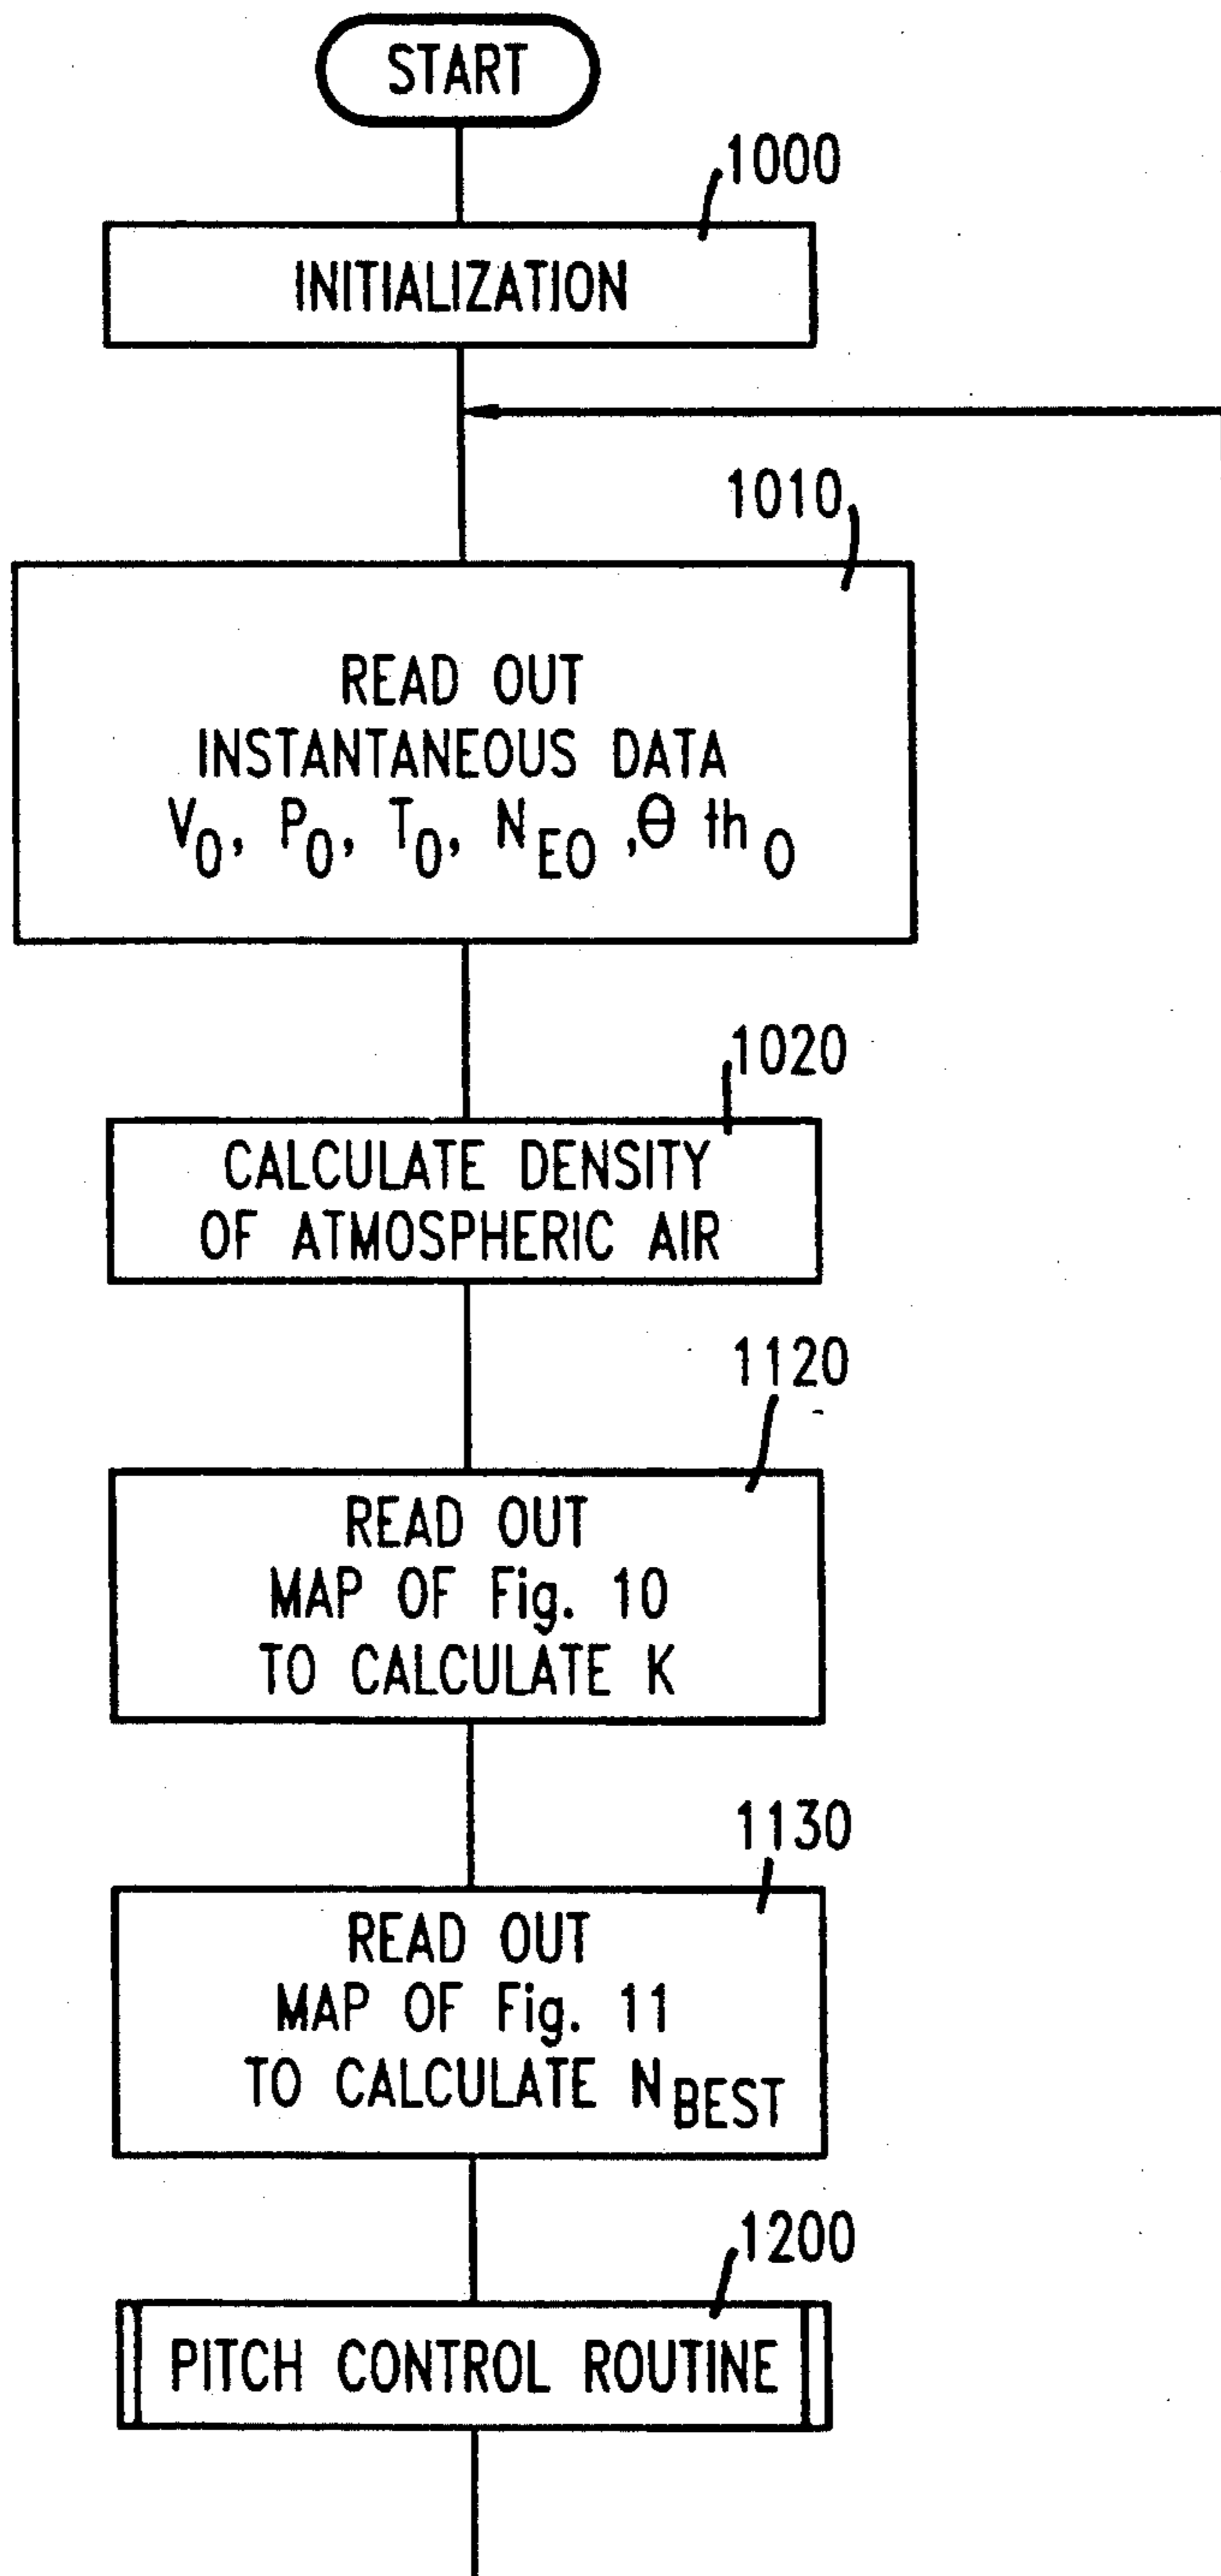 START
1000
INITIALIZATION
1010
READ OUT
INSTANTANEOUS DATA
V0, P0, T0, NEO ,θ th0
1020
CALCULATE DENSITY
OF ATMOSPHERIC AIR
1120
READ OUT
MAP OF Fig. 10
TO CALCULATE K
1130
READ OUT
MAP OF Fig. 11
TO CALCULATE NBEST
1200
PITCH CONTROL ROUTINE